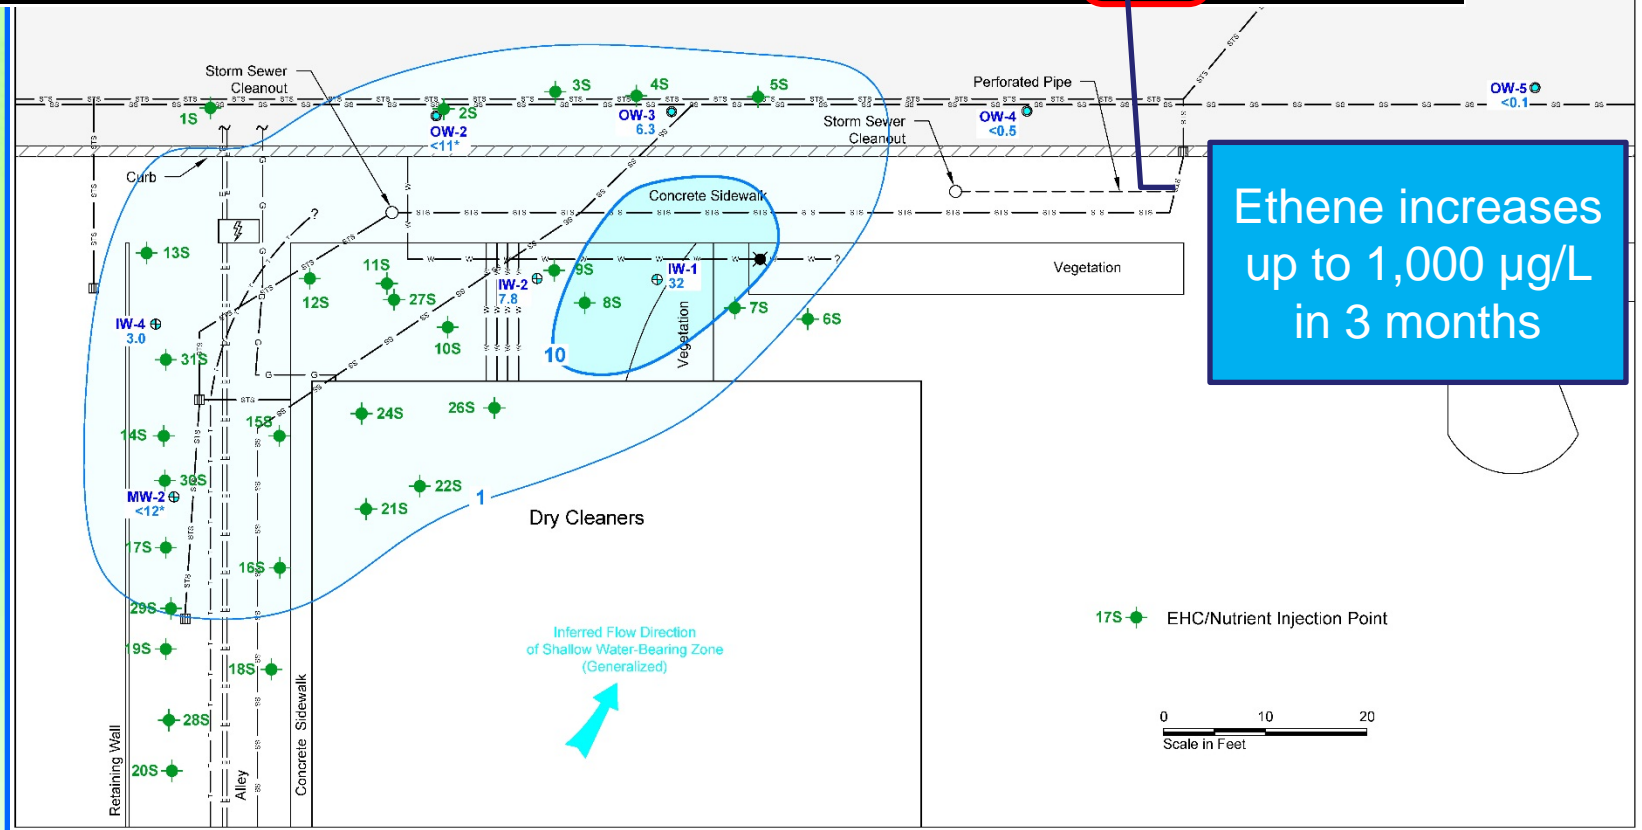 Storm Sewer
Cleanout
1S
2S
3S
4S
5S
OW-2
<11*
OW-3
6.3
Storm Sewer
Cleanout
Perforated Pipe
OW-4
<0.5
OW-5
<0.1
Curb
Concrete Sidewalk
Ethene increases
up to 1,000 µg/L
in 3 months
?
13S
12S
11S
27S
10S
IW-2
7.8
9S
8S
IW-1
32
?
Vegetation
7S
6S
Vegetation
IW-4
3.0
31S
10
14S
15S
24S
26S
30S
MW-2
<12*
22S
21S
1
Dry Cleaners
17S
16S
29S
19S
18S
28S
20S
Retaining Wall
Alley
Concrete Sidewalk
Inferred Flow Direction
of Shallow Water-Bearing Zone
(Generalized)
17S
EHC/Nutrient Injection Point
0 10 20
Scale in Feet